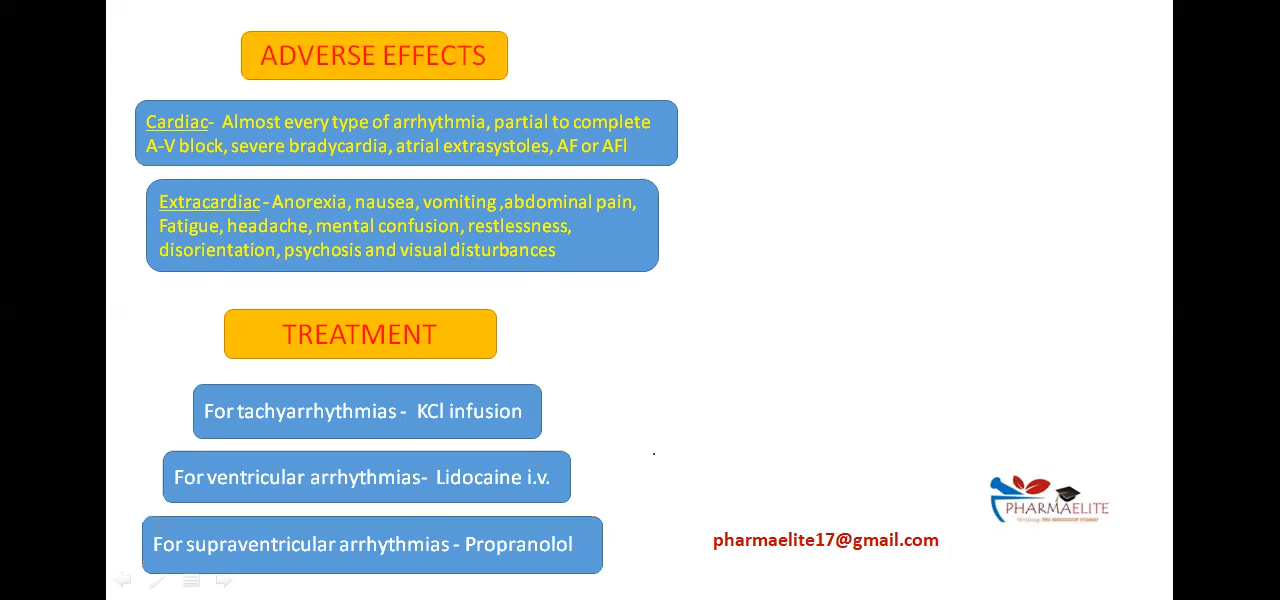 ADVERSE EFFECTS
Cardiac- Almost every type of arrhythmia, partial to complete
A-V block, severe bradycardia, atrial extrasystoles, AF or AFl
Extracardiac - Anorexia, nausea, vomiting ,abdominal pain,
Fatigue, headache, mental confusion, restlessness,
disorientation, psychosis and visual disturbances
TREATMENT
For tachyarrhythmias - KCl infusion
For ventricular arrhythmias- Lidocaine i.v.
For supraventricular arrhythmias - Propranolol
PHARMAELITE
pharmaelite17@gmail.com